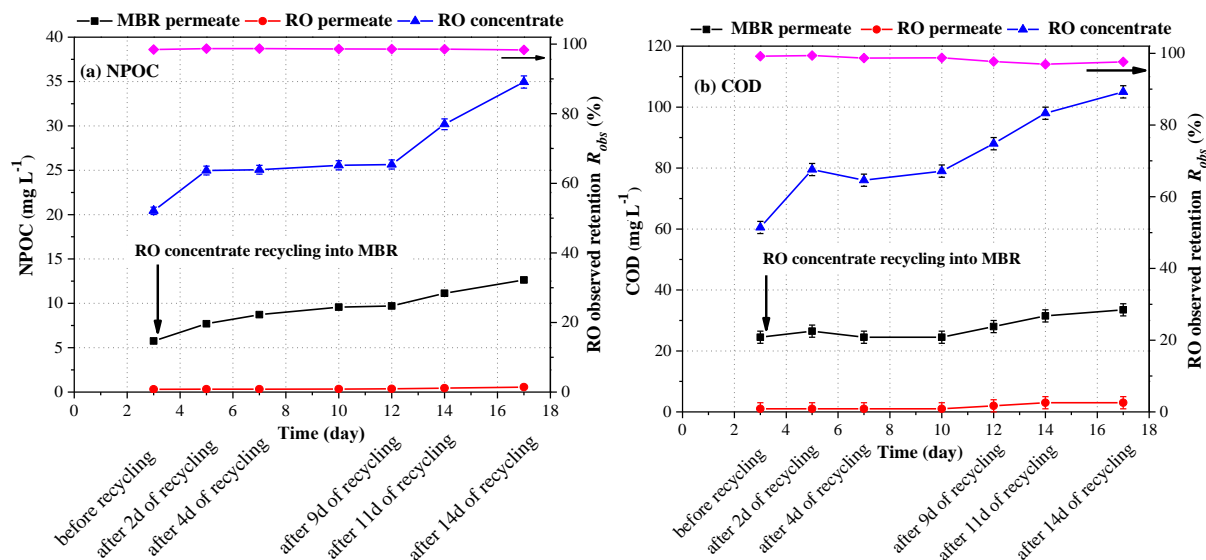 MBR permeate RO permeate RO concentrate
(a) NPOC
NPOC (mg L-1)
40
35
30
25
20
15
10
5
0
100
80
60
40
20
0
RO observed retention Robs (%)
RO concentrate recycling into MBR
0 2 4 6 8 10 12 14 16 18
Time (day)
before recycling
after 2d of recycling
after 4d of recycling
after 9d of recycling
after 11d of recycling
after 14d of recycling
MBR permeate RO permeate RO concentrate
(b) COD
COD (mg L-1)
120
100
80
60
40
20
0
100
80
60
40
20
0
RO observed retention Robs (%)
RO concentrate recycling into MBR
0 2 4 6 8 10 12 14 16 18
Time (day)
before recycling
after 2d of recycling
after 4d of recycling
after 9d of recycling
after 11d of recycling
after 14d of recycling